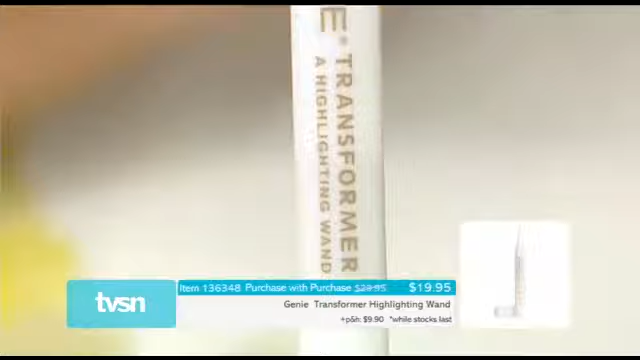 E®
TRANSFORMER
A HIGHLIGHTING WAND
tvsn
Item 136348 Purchase with Purchase $29.95 $19.95
Genie Transformer Highlighting Wand
+p&h: $9.90 *while stocks last